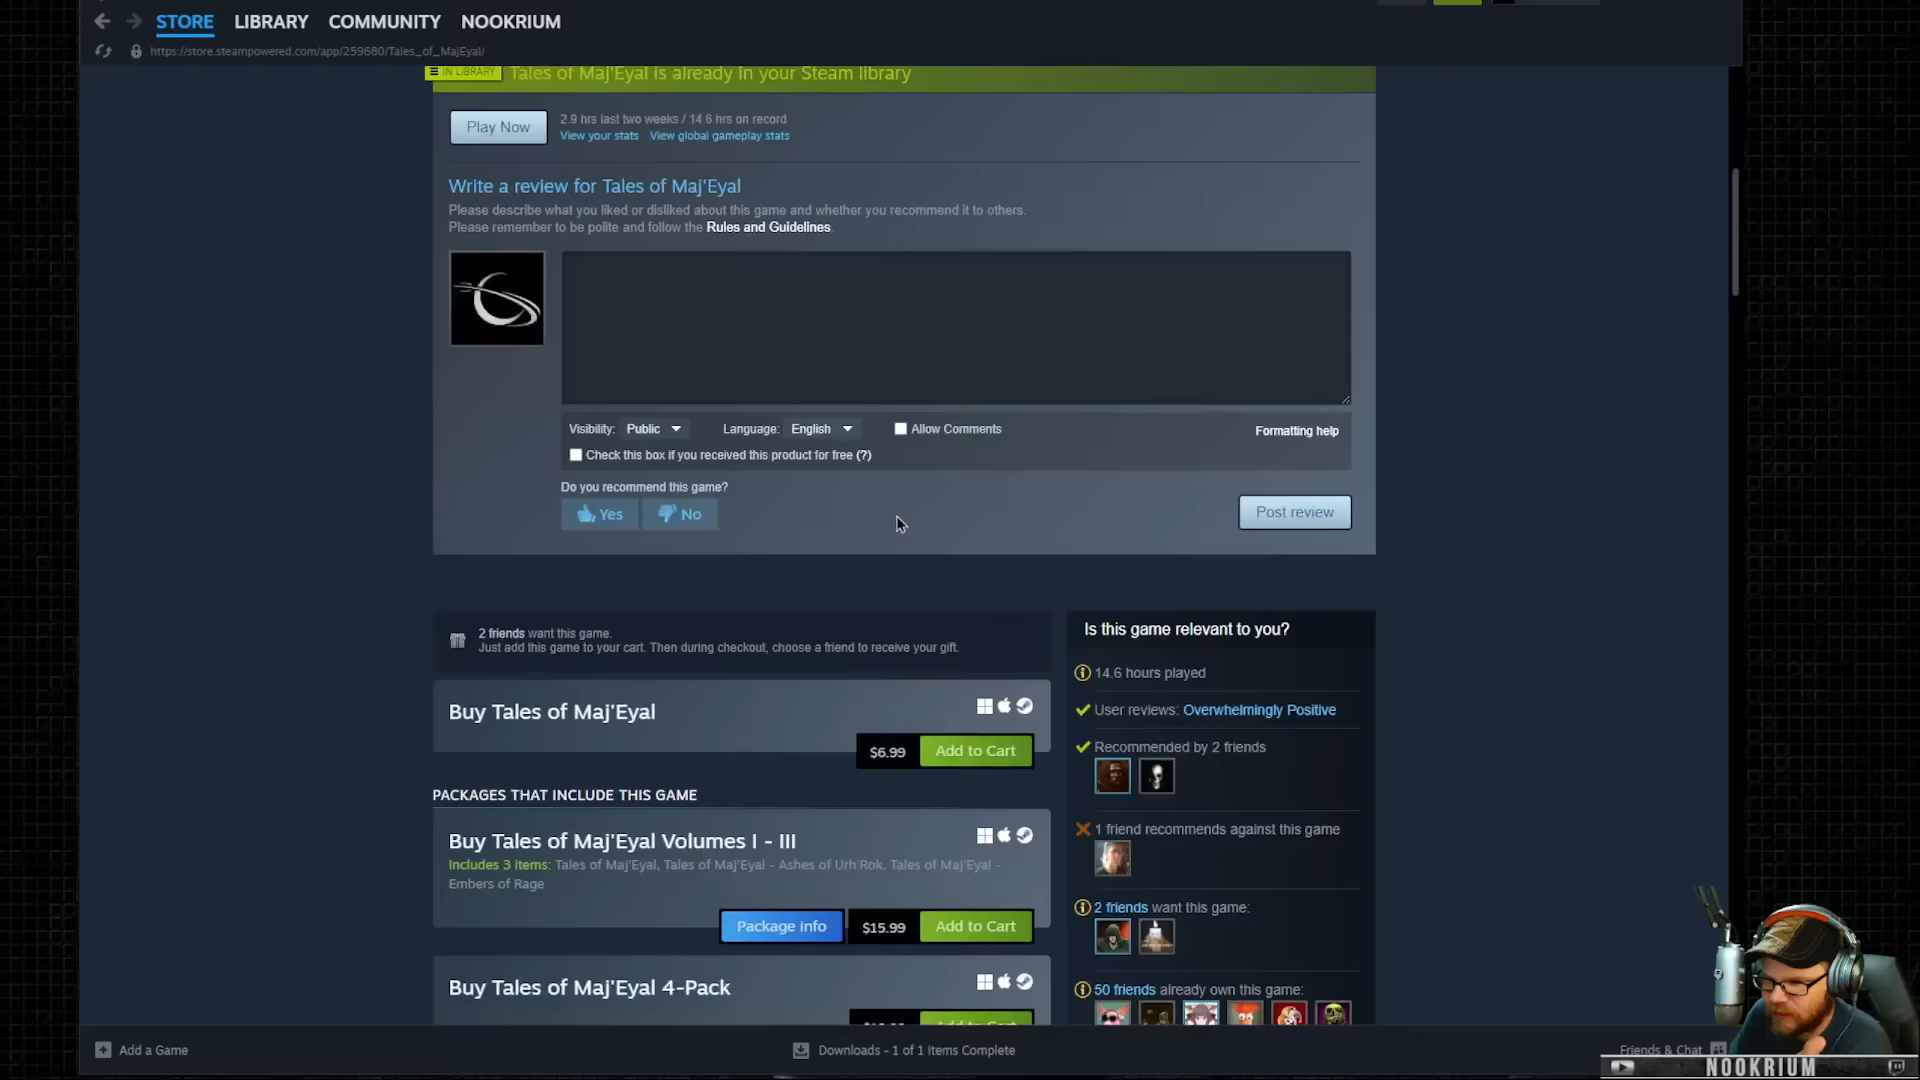 STORE LIBRARY COMMUNITY NOOKRIUM
https://store.steampowered.com/app/259680/Tales_of_MajEyal/
IN LIBRARY Tales of Maj'Eyal is already in your Steam library
Play Now
2.9 hrs last two weeks / 14.6 hrs on record
View your stats View global gameplay stats
Write a review for Tales of Maj'Eyal
Please describe what you liked or disliked about this game and whether you recommend it to others.
Please remember to be polite and follow the Rules and Guidelines.
Visibility: Public Language: English Allow Comments Formatting help
Check this box if you received this product for free (?)
Do you recommend this game?
Yes No Post review
2 friends want this game.
Just add this game to your cart. Then during checkout, choose a friend to receive your gift.
Buy Tales of Maj'Eyal
$6.99 Add to Cart
PACKAGES THAT INCLUDE THIS GAME
Buy Tales of Maj'Eyal Volumes I - III
Includes 3 items: Tales of Maj'Eyal, Tales of Maj'Eyal - Ashes of Urh'Rok, Tales of Maj'Eyal -
Embers of Rage
Package info $15.99 Add to Cart
Buy Tales of Maj'Eyal 4-Pack
Add to Cart
Is this game relevant to you?
14.6 hours played
User reviews: Overwhelmingly Positive
Recommended by 2 friends
1 friend recommends against this game
2 friends want this game:
50 friends already own this game:
Add a Game Downloads - 1 of 1 Items Complete Friends & Chat
NOOKRIUM